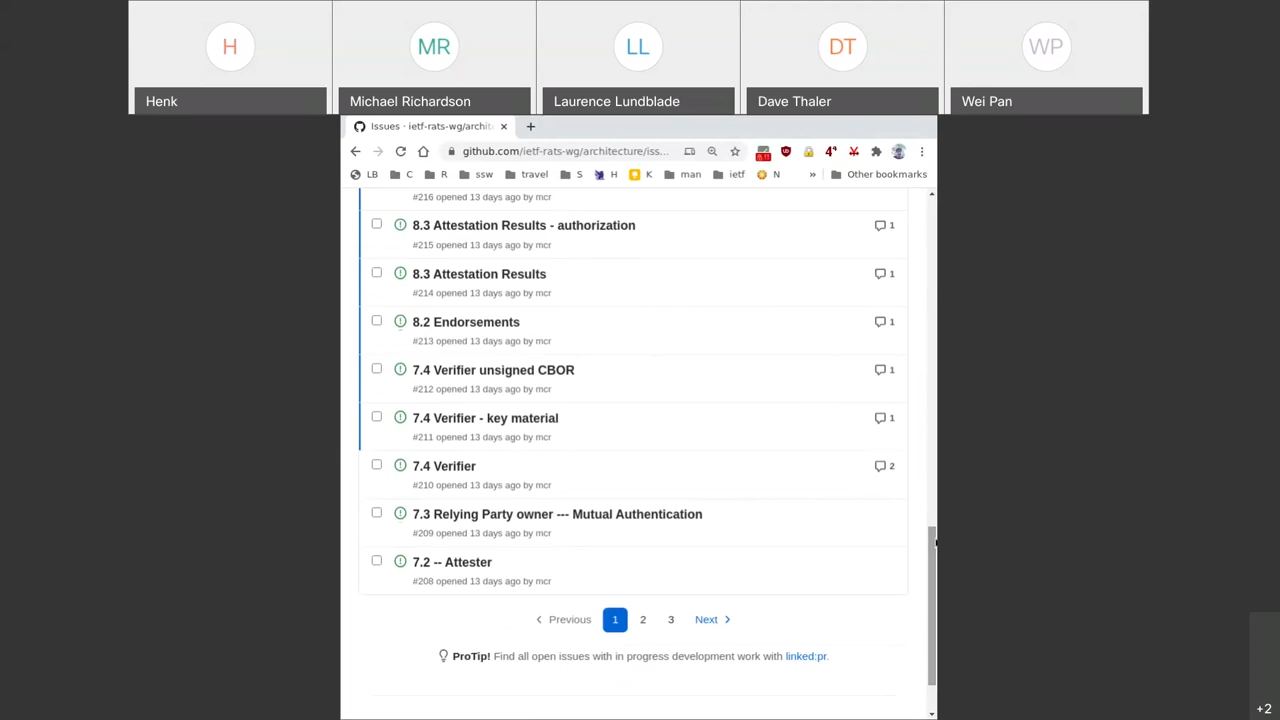 H
MR
LL
DT
WP
Henk
Michael Richardson
Laurence Lundblade
Dave Thaler
Wei Pan
Issues · ietf-rats-wg/archit
github.com/ietf-rats-wg/architecture/iss...
LB C R ssw travel S H K man ietf N » Other bookmarks
#216 opened 13 days ago by mcr
8.3 Attestation Results - authorization 1
#215 opened 13 days ago by mcr
8.3 Attestation Results 1
#214 opened 13 days ago by mcr
8.2 Endorsements 1
#213 opened 13 days ago by mcr
7.4 Verifier unsigned CBOR 1
#212 opened 13 days ago by mcr
7.4 Verifier - key material 1
#211 opened 13 days ago by mcr
7.4 Verifier 2
#210 opened 13 days ago by mcr
7.3 Relying Party owner --- Mutual Authentication
#209 opened 13 days ago by mcr
7.2 -- Attester
#208 opened 13 days ago by mcr
Previous 1 2 3 Next
ProTip! Find all open issues with in progress development work with linked:pr.
+2